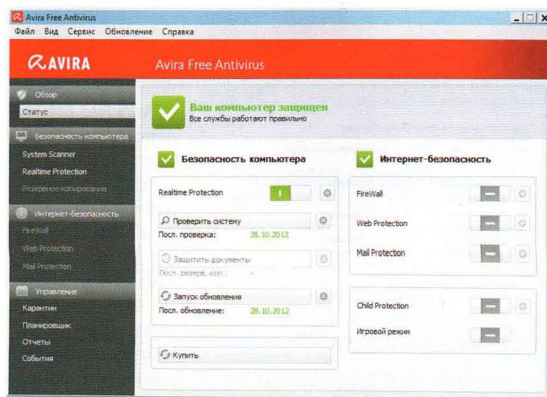 Avira Free Antivirus
Файл Вид Сервис Обновление Справка
AVIRA
Avira Free Antivirus
Обзор
Статус
Безопасность компьютера
System Scanner
Realtime Protection
Резервное копирование
Интернет-безопасность
FireWall
Web Protection
Mail Protection
Управление
Карантин
Планировщик
Отчеты
События
Ваш компьютер защищен
Все службы работают правильно
Безопасность компьютера
Realtime Protection
Проверить систему
Посл. проверка: 28.10.2012
Защитить документы
Посл. резерв. коп.: -
Запуск обновления
Посл. обновление: 28.10.2012
Купить
Интернет-безопасность
FireWall
Web Protection
Mail Protection
Child Protection
Игровой режим